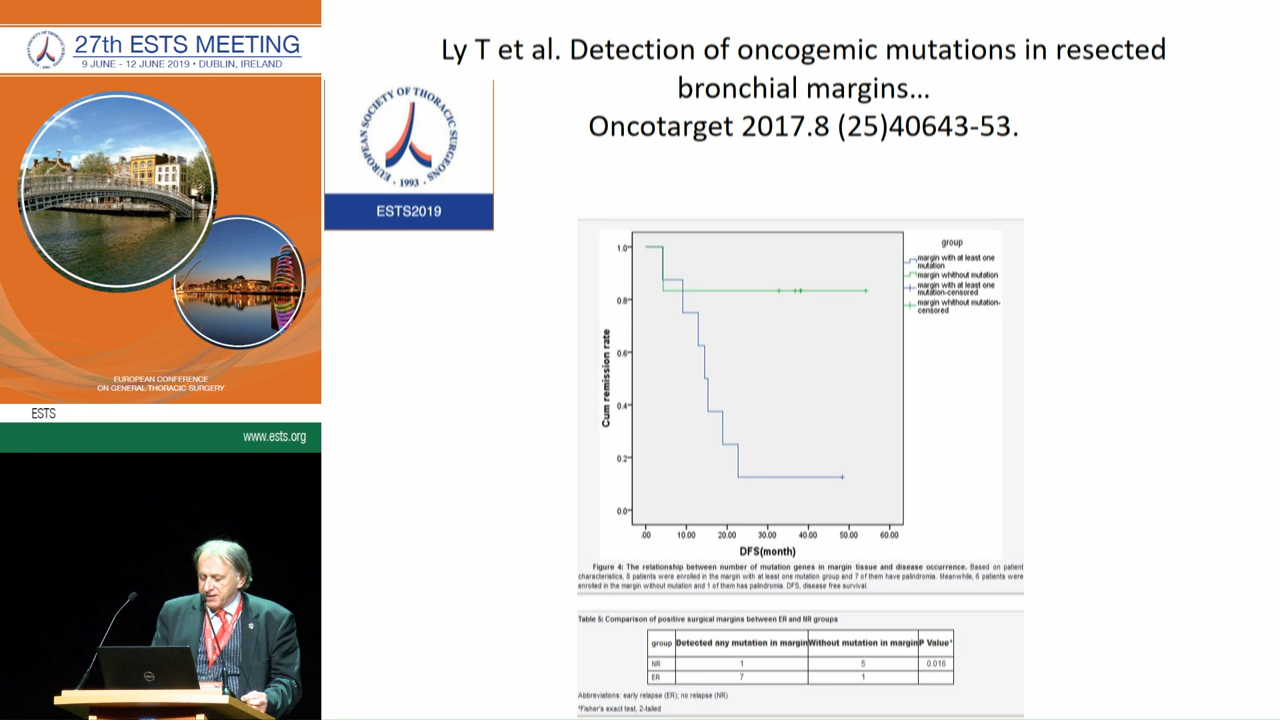 27th ESTS MEETING
9 JUNE - 12 JUNE 2019 • DUBLIN, IRELAND
EUROPEAN CONFERENCE
ON GENERAL THORACIC SURGERY
ESTS
www.ests.org
EUROPEAN SOCIETY OF THORACIC SURGEONS
· 1993 ·
ESTS2019
Ly T et al. Detection of oncogemic mutations in resected
bronchial margins...
Oncotarget 2017.8 (25)40643-53.
group
margin with at least one
mutation
margin whithout mutation
margin with at least one
mutation-censored
margin whithout mutation-
censored
Cum remission rate
1.0
0.8
0.6
0.4
0.2
0.0
.00 10.00 20.00 30.00 40.00 50.00 60.00
DFS(month)
Figure 4: The relationship between number of mutation genes in margin tissue and disease occurrence. Based on patient
characteristics, 8 patients were enrolled in the margin with at least one mutation group and 7 of them have palindromia. Meanwhile, 6 patients were
enrolled in the margin without mutation and 1 of them has palindromia. DFS, disease free survival.
Table 5: Comparison of positive surgical margins between ER and NR groups
group Detected any mutation in margin Without mutation in margin P Value*
NR 1 5 0.016
ER 7 1
Abbreviations: early relapse (ER); no relapse (NR)
*Fisher's exact test, 2-tailed